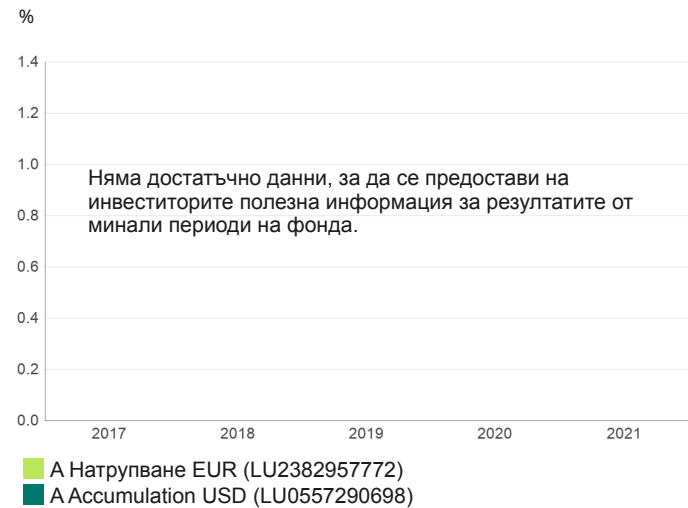 %
1.4
1.2
1.0
Няма достатъчно данни, за да се предостави на
инвеститорите полезна информация за резултатите от
0.8
минали периоди на фонда.
0.6
0.4
0.2
0.0
2017 2018 2019 2020 2021
А Натрупване EUR (LU2382957772)
A Accumulation USD (LU0557290698)